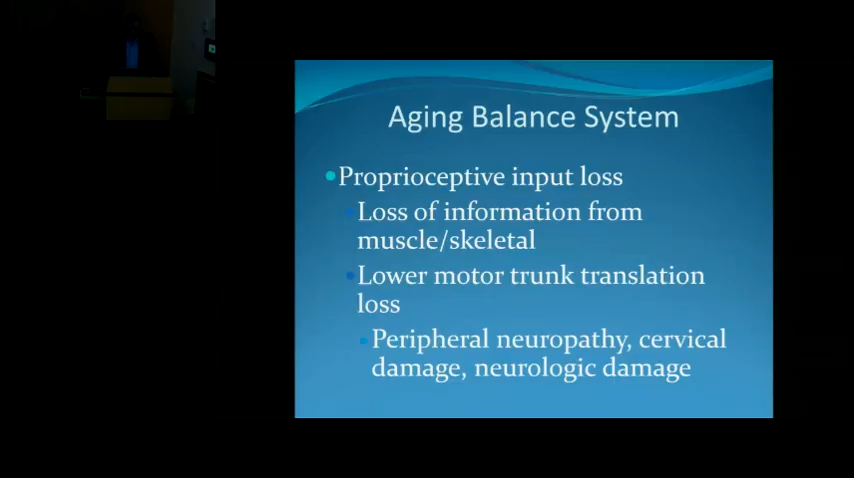 Aging Balance System
Proprioceptive input loss
Loss of information from
muscle/skeletal
Lower motor trunk translation
loss
Peripheral neuropathy, cervical
damage, neurologic damage